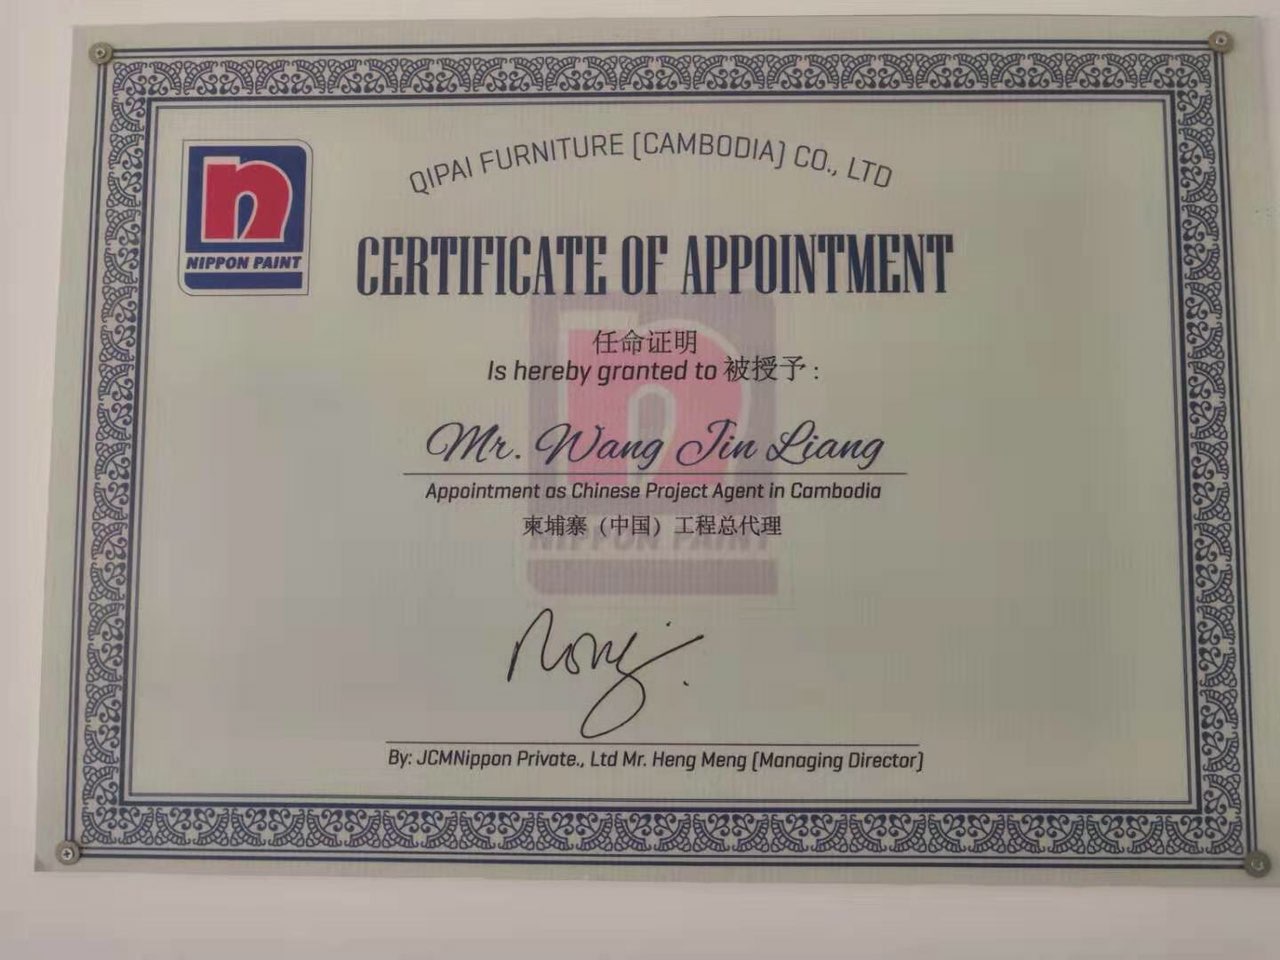 QIPAI FURNITURE (CAMBODIA) CO., LTD
NIPPON PAINT
CERTIFICATE OF APPOINTMENT
任命证明
Is hereby granted to 被授予 :
Mr. Wang Jin Liang
Appointment as Chinese Project Agent in Cambodia
柬埔寨（中国）工程总代理
NIPPON PAINT
By: JCMNippon Private., Ltd Mr. Heng Meng (Managing Director)